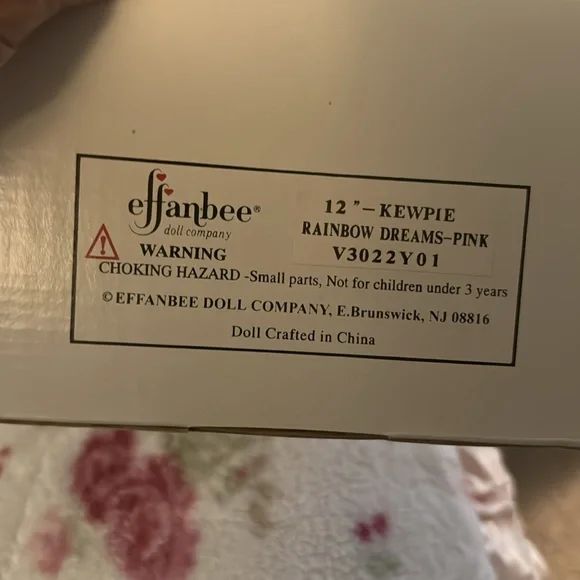 effanbee®
doll company
12"-KEWPIE
RAINBOW DREAMS-PINK
V3022Y01
WARNING
CHOKING HAZARD -Small parts, Not for children under 3 years
©EFFANBEE DOLL COMPANY, E.Brunswick, NJ 08816
Doll Crafted in China